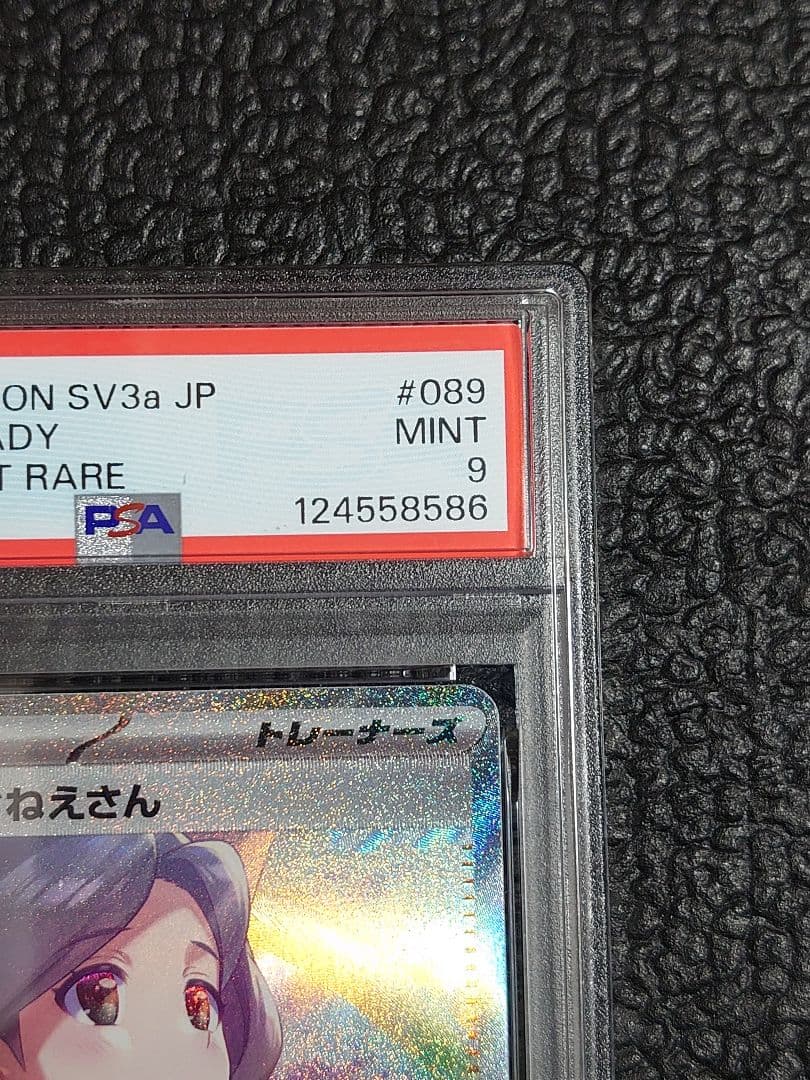 ON SV3a JP #089
ADY MINT
T RARE 9
PSA 124558586
トレーナーズ
ねえさん